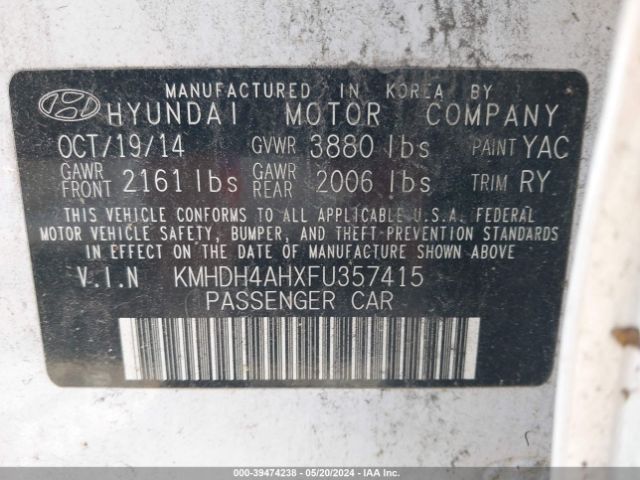 MANUFACTURED IN KOREA BY
HYUNDAI MOTOR COMPANY
OCT/19/14 GVWR 3880 lbs PAINT YAC
GAWR FRONT 2161 lbs GAWR REAR 2006 lbs TRIM RY
THIS VEHICLE CONFORMS TO ALL APPLICABLE U.S.A. FEDERAL
MOTOR VEHICLE SAFETY, BUMPER, AND THEFT-PREVENTION STANDARDS
IN EFFECT ON THE DATE OF MANUFACTURE SHOWN ABOVE.
V.I.N KMHDH4AHXFU357415
PASSENGER CAR
000-39474238 - 05/20/2024 - IAA Inc.